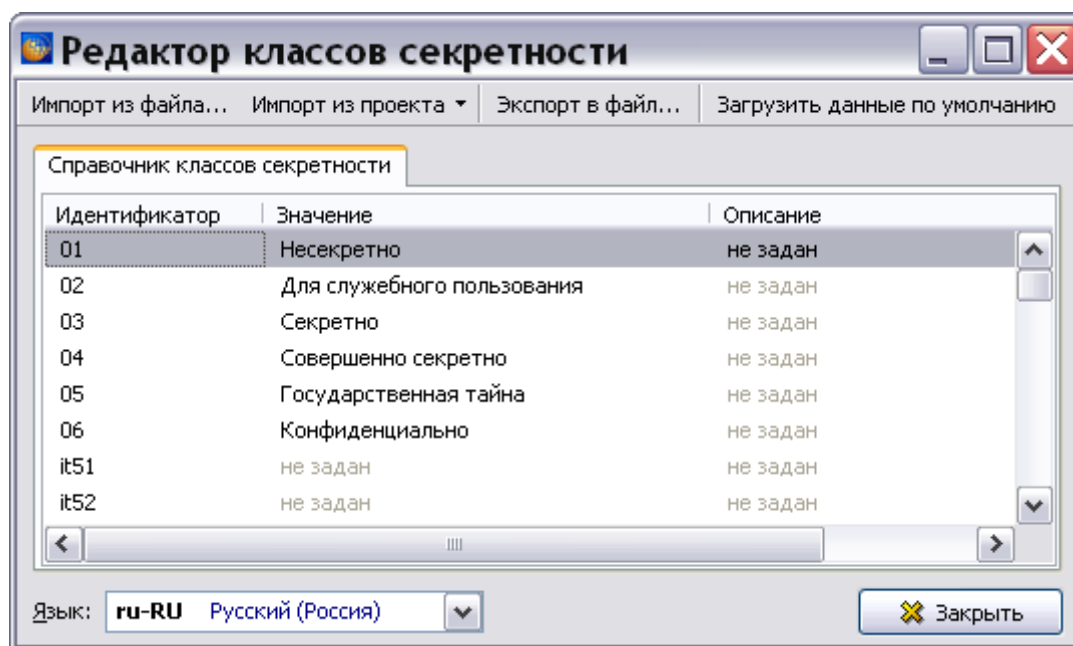 Редактор классов секретности
Импорт из файла... Импорт из проекта Экспорт в файл... Загрузить данные по умолчанию
Справочник классов секретности
Идентификатор Значение Описание
01 Несекретно не задан
02 Для служебного пользования не задан
03 Секретно не задан
04 Совершенно секретно не задан
05 Государственная тайна не задан
06 Конфиденциально не задан
it51 не задан не задан
it52 не задан не задан
Язык: ru-RU Русский (Россия) Закрыть